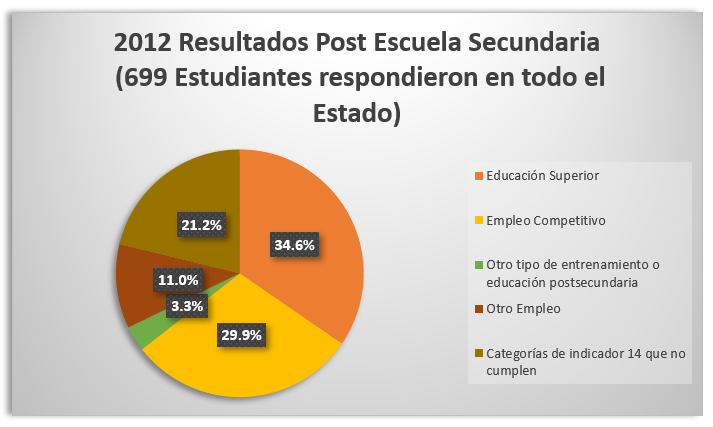 2012 Resultados Post Escuela Secundaria
(699 Estudiantes respondieron en todo el
Estado)
21.2%
34.6%
11.0%
3.3%
29.9%
Educación Superior
Empleo Competitivo
Otro tipo de entrenamiento o
educación postsecundaria
Otro Empleo
Categorías de indicador 14 que no
cumplen